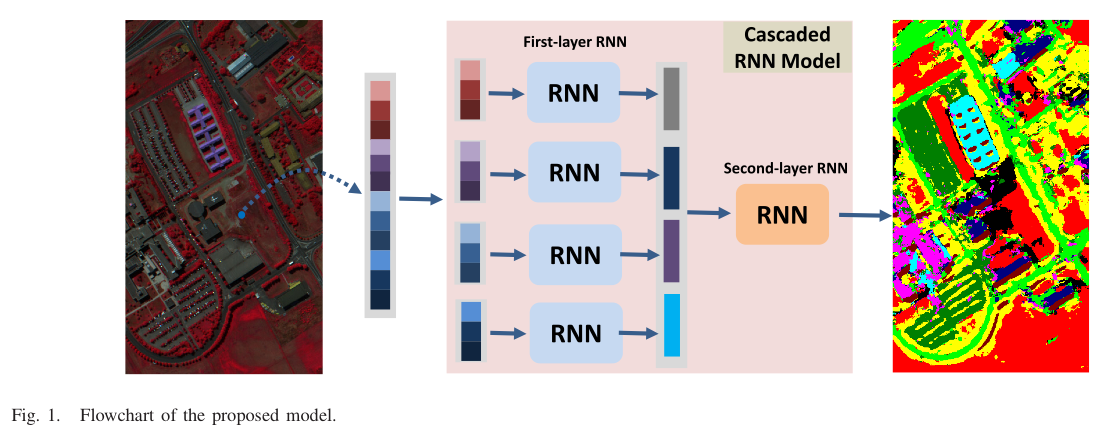 First-layer RNN
Cascaded
RNN Model
RNN
RNN
RNN
RNN
Second-layer RNN
RNN
Fig. 1. Flowchart of the proposed model.